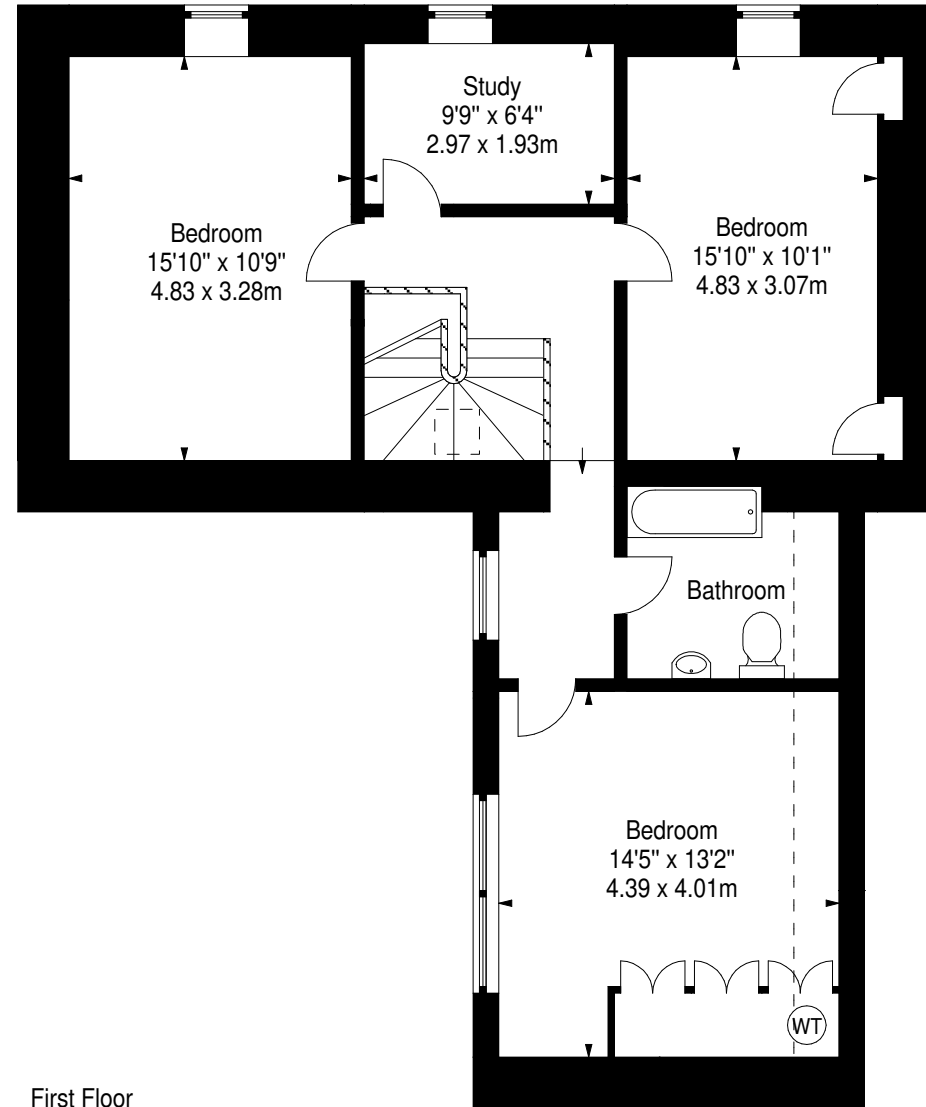 Study
9'9" x 6'4"
2.97 x 1.93m
Bedroom
15'10" x 10'9"
4.83 x 3.28m
Bedroom
15'10" x 10'1"
4.83 x 3.07m
Bathroom
Bedroom
14'5" x 13'2"
4.39 x 4.01m
WT
First Floor